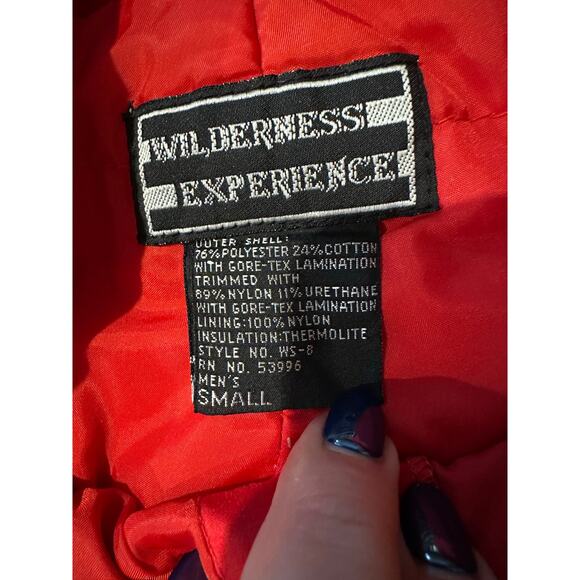 WILDERNESS
EXPERIENCE
OUTER SHELL:
76% POLYESTER 24% COTTON
WITH GORE-TEX LAMINATION
TRIMMED WITH
89% NYLON 11% URETHANE
WITH GORE-TEX LAMINATION
LINING: 100% NYLON
INSULATION: THERMOLITE
STYLE NO. WS-8
RN NO. 53996
MEN'S
SMALL